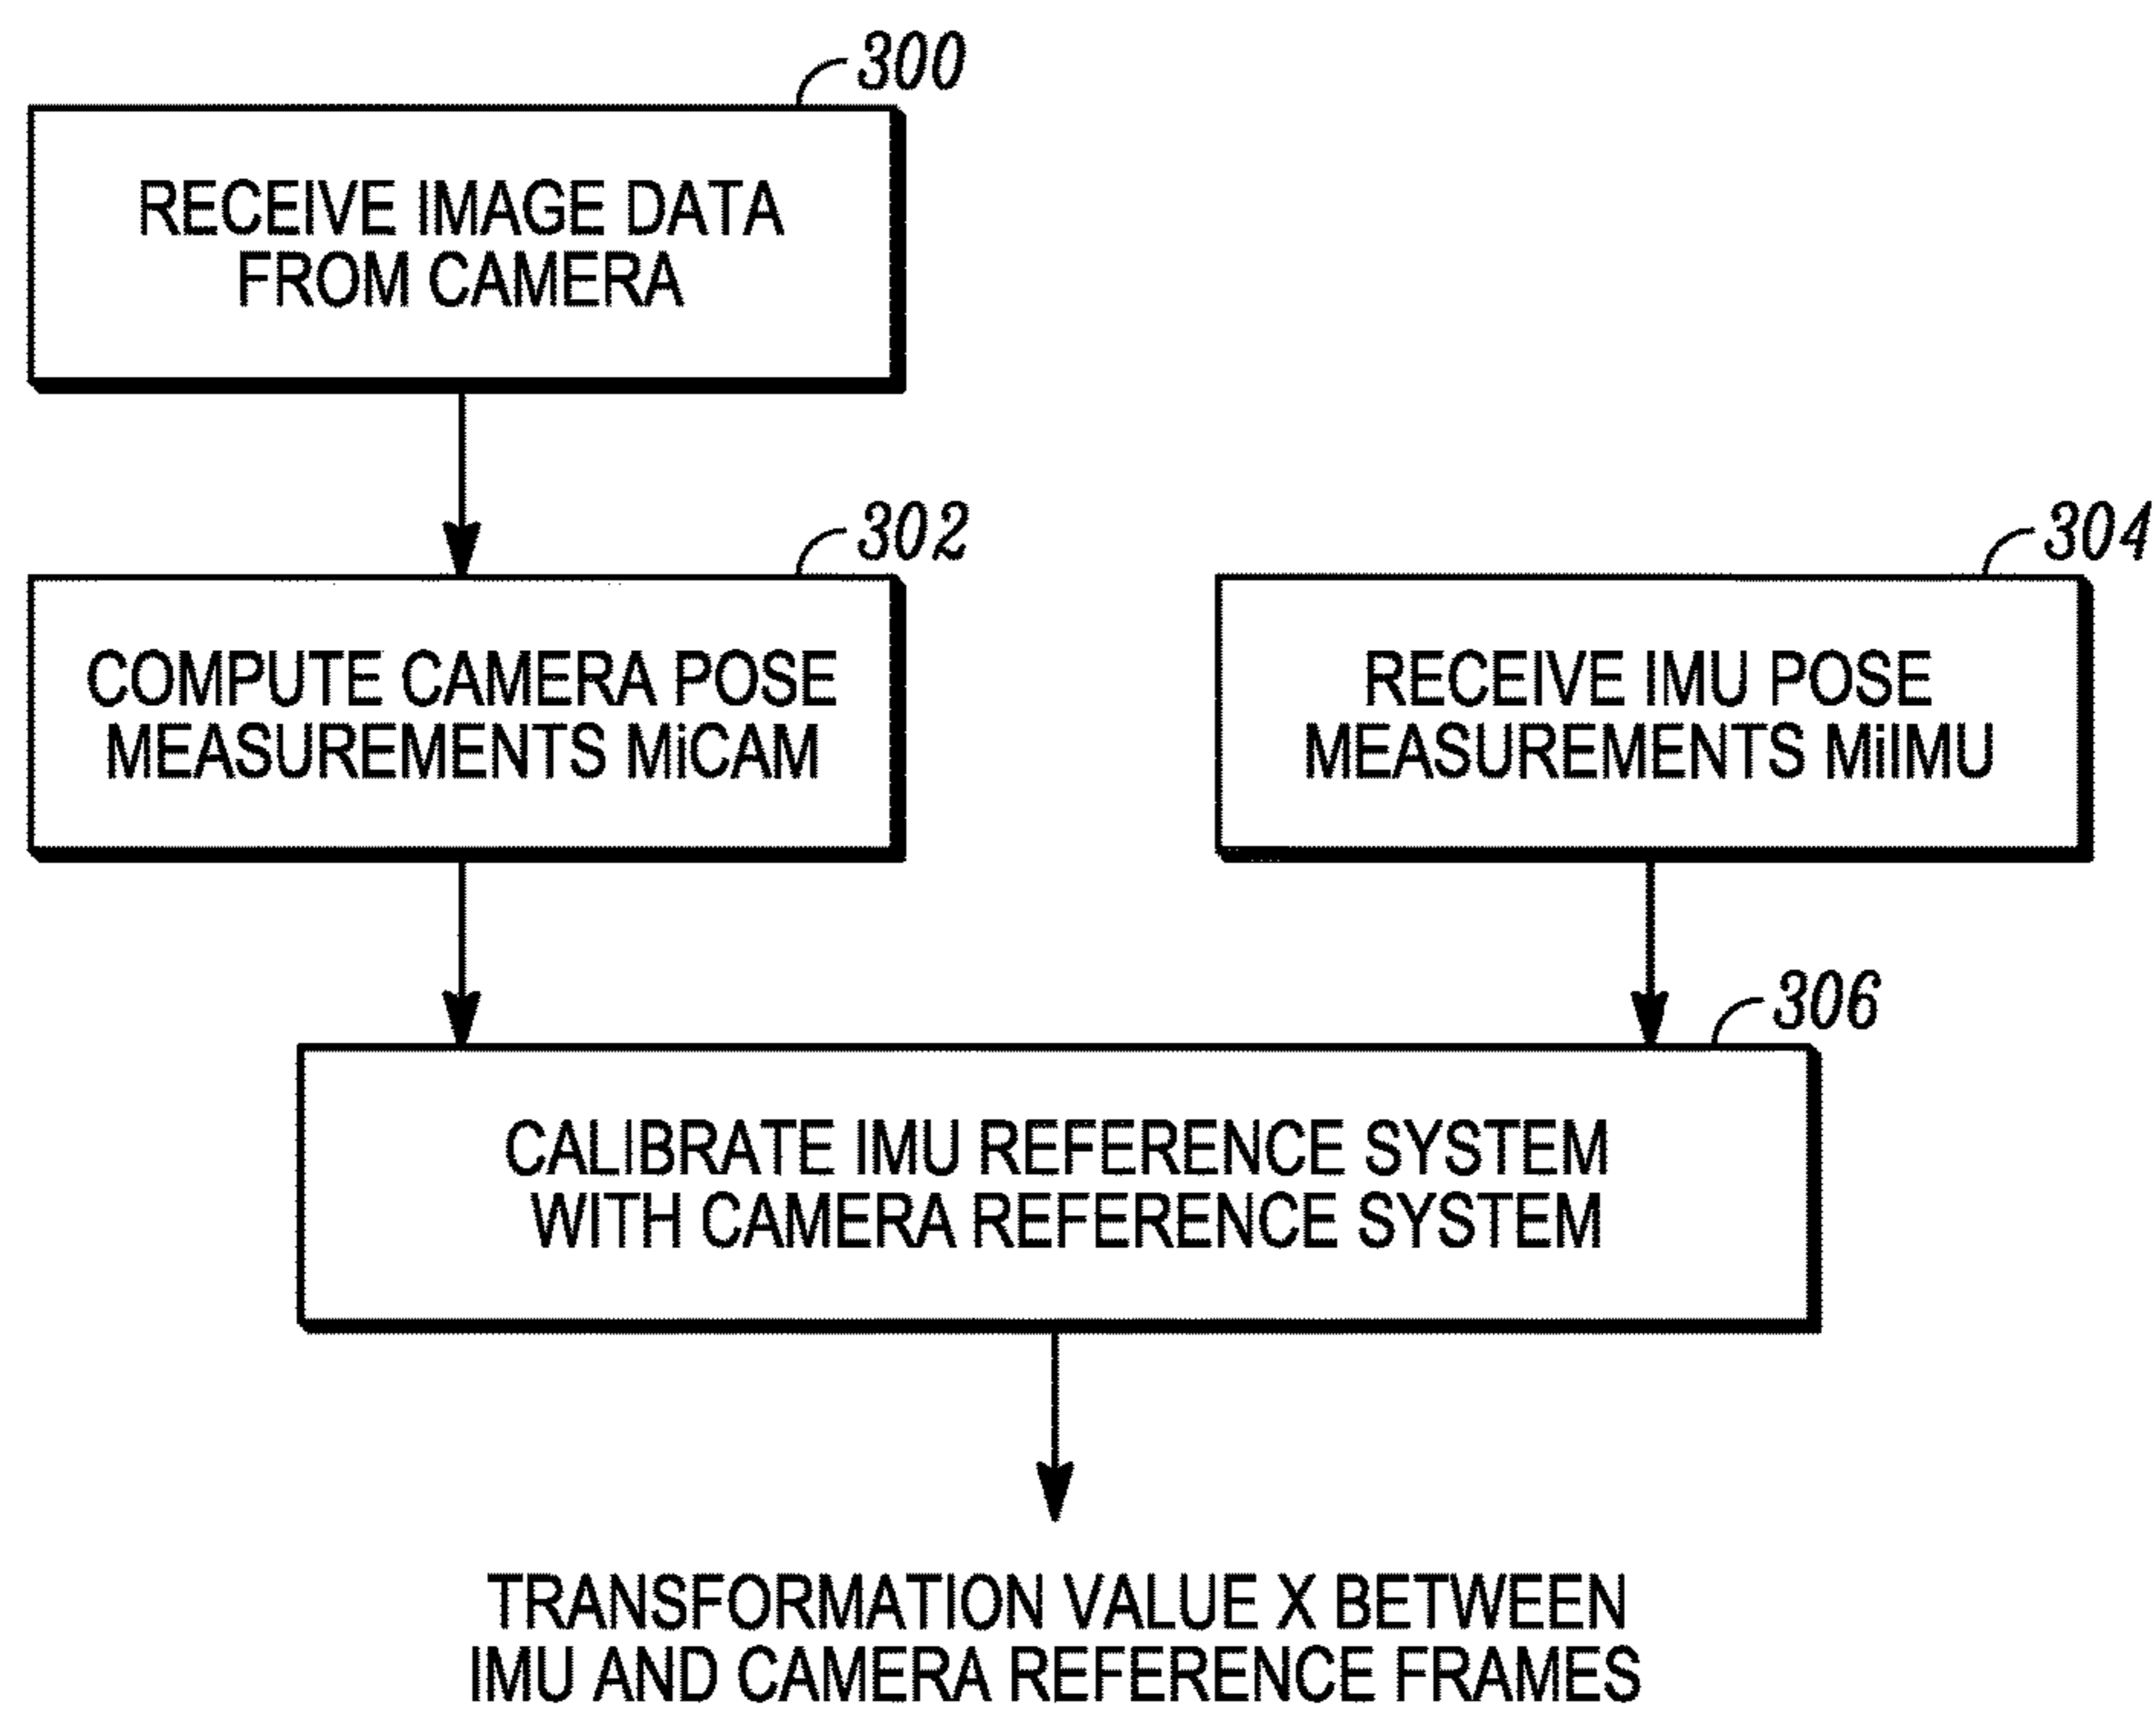 300
RECEIVE IMAGE DATA
FROM CAMERA
302
COMPUTE CAMERA POSE
MEASUREMENTS MiCAM
304
RECEIVE IMU POSE
MEASUREMENTS MiIMU
306
CALIBRATE IMU REFERENCE SYSTEM
WITH CAMERA REFERENCE SYSTEM
TRANSFORMATION VALUE X BETWEEN
IMU AND CAMERA REFERENCE FRAMES